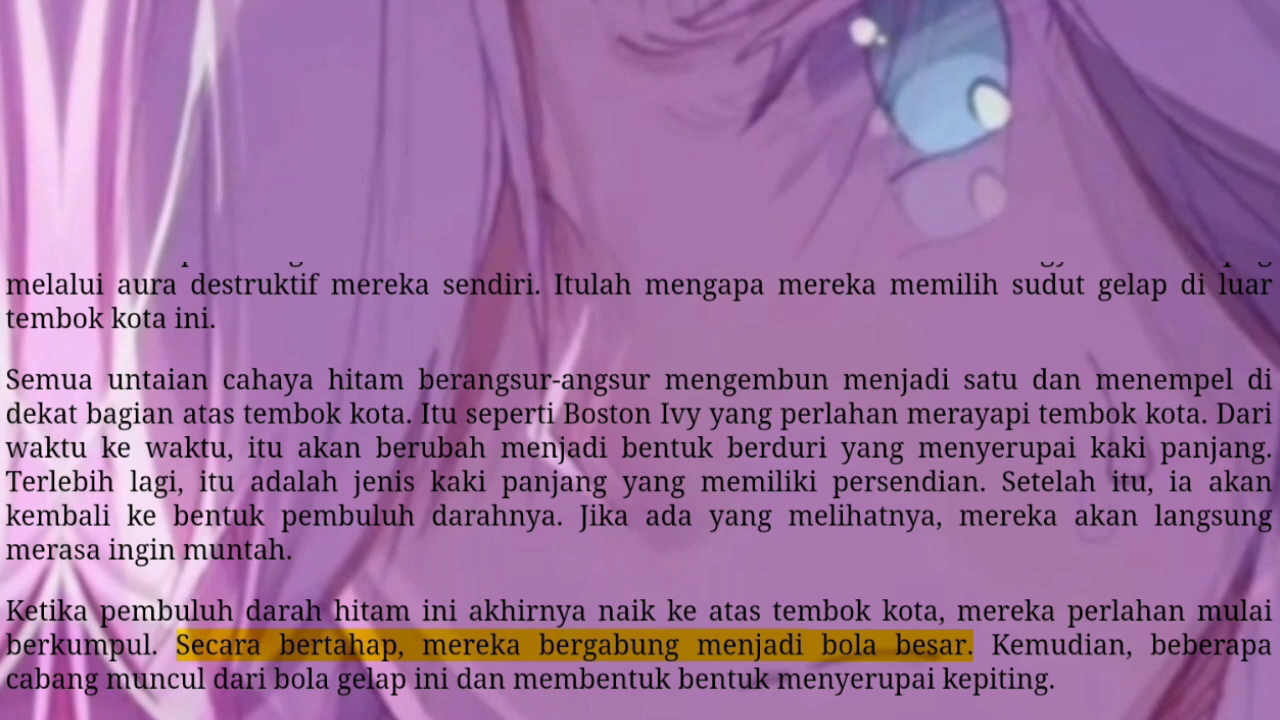 melalui aura destruktif mereka sendiri. Itulah mengapa mereka memilih sudut gelap di luar
tembok kota ini.
Semua untaian cahaya hitam berangsur-angsur mengembun menjadi satu dan menempel di
dekat bagian atas tembok kota. Itu seperti Boston Ivy yang perlahan merayapi tembok kota. Dari
waktu ke waktu, itu akan berubah menjadi bentuk berduri yang menyerupai kaki panjang.
Terlebih lagi, itu adalah jenis kaki panjang yang memiliki persendian. Setelah itu, ia akan
kembali ke bentuk pembuluh darahnya. Jika ada yang melihatnya, mereka akan langsung
merasa ingin muntah.
Ketika pembuluh darah hitam ini akhirnya naik ke atas tembok kota, mereka perlahan mulai
berkumpul. Secara bertahap, mereka bergabung menjadi bola besar. Kemudian, beberapa
cabang muncul dari bola gelap ini dan membentuk bentuk menyerupai kepiting.